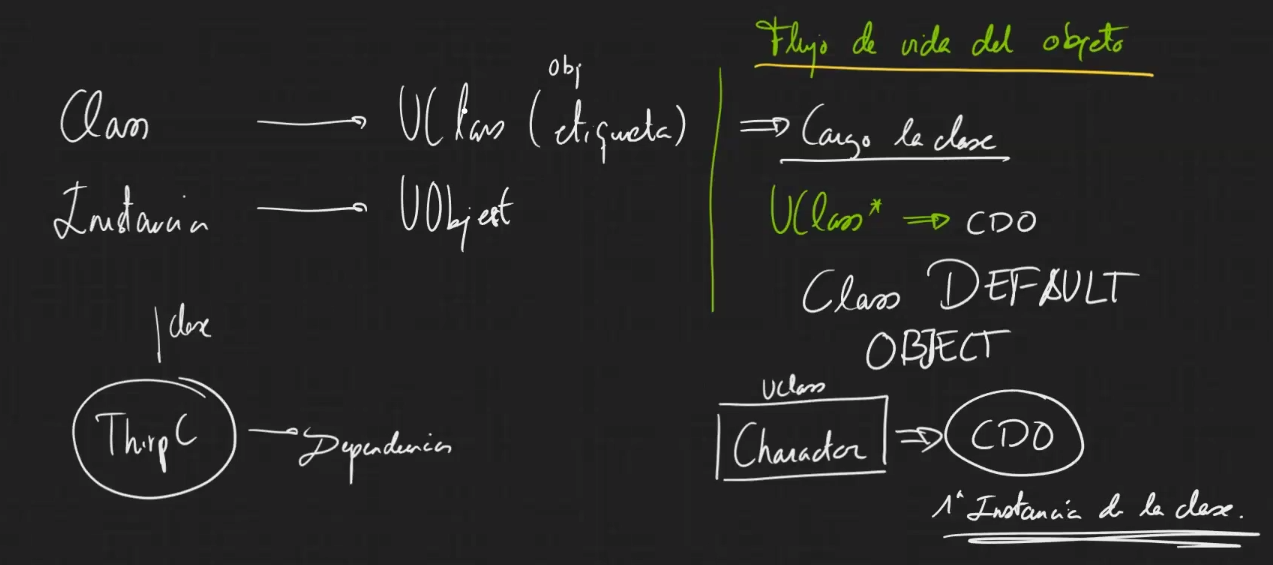 Flujo de vida del objeto
obj
Class → UClass (etiqueta)
⇒ Cargo la clase
Instancia → UObject
UClass* ⇒ CDO
Class DEFAULT
OBJECT
clase
ThirpC → Dependencias
UClass
Character ⇒ CDO
1ª Instancia de la clase.